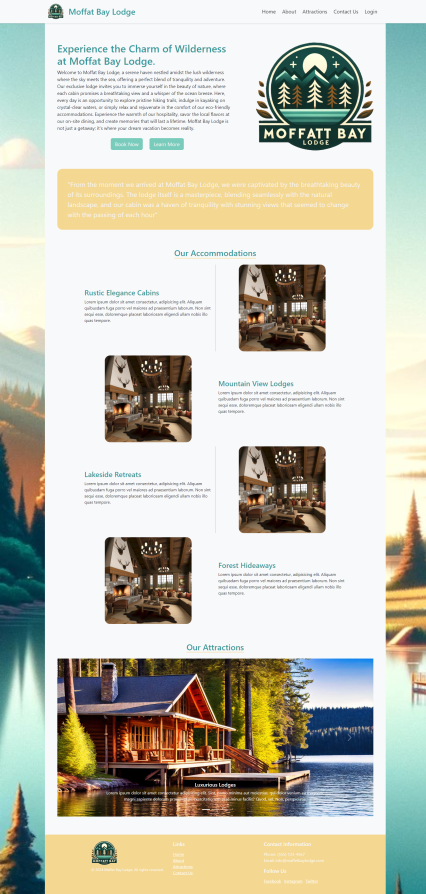 Moffat Bay Lodge
Home About Attractions Contact Us Login
Experience the Charm of Wilderness
at Moffat Bay Lodge.
Welcome to Moffat Bay Lodge, a serene haven nestled amidst the lush wilderness
where the sky meets the sea, offering a perfect blend of tranquility and adventure.
Our exclusive lodge invites you to immerse yourself in the beauty of nature, where
each cabin promises a breathtaking view and a whisper of the ocean breeze. Here,
every day is an opportunity to explore pristine hiking trails, indulge in kayaking on
crystal-clear waters, or simply relax and rejuvenate in the comfort of our eco-friendly
accommodations. Experience the warmth of our hospitality, savor the local flavors at
our on-site dining, and create memories that will last a lifetime. Moffat Bay Lodge is
not just a getaway; it's where your dream vacation becomes reality.
Book Now Learn More
MOFFATT BAY
LODGE
"From the moment we arrived at Moffat Bay Lodge, we were captivated by the breathtaking beauty
of its surroundings. The lodge itself is a masterpiece, blending seamlessly with the natural
landscape, and our cabin was a haven of tranquility with stunning views that seemed to change
with the passing of each hour."
Our Accommodations
Rustic Elegance Cabins
Lorem ipsum dolor sit amet consectetur, adipisicing elit. Aliquam
quibusdam fuga porro vel maiores ad praesentium laborum. Non sint
sequi esse, doloremque placeat laboriosam eligendi ullam nobis illo
quas tempore.
Mountain View Lodges
Lorem ipsum dolor sit amet consectetur, adipisicing elit. Aliquam
quibusdam fuga porro vel maiores ad praesentium laborum. Non sint
sequi esse, doloremque placeat laboriosam eligendi ullam nobis illo
quas tempore.
Lakeside Retreats
Lorem ipsum dolor sit amet consectetur, adipisicing elit. Aliquam
quibusdam fuga porro vel maiores ad praesentium laborum. Non sint
sequi esse, doloremque placeat laboriosam eligendi ullam nobis illo
quas tempore.
Forest Hideaways
Lorem ipsum dolor sit amet consectetur, adipisicing elit. Aliquam
quibusdam fuga porro vel maiores ad praesentium laborum. Non sint
sequi esse, doloremque placeat laboriosam eligendi ullam nobis illo
quas tempore.
Our Attractions
Luxurious Lodges
Lorem ipsum dolor sit amet consectetur adipisicing elit.
Links
Home
About
Attractions
Contact Us
Contact Information
Follow Us
Facebook Instagram Twitter